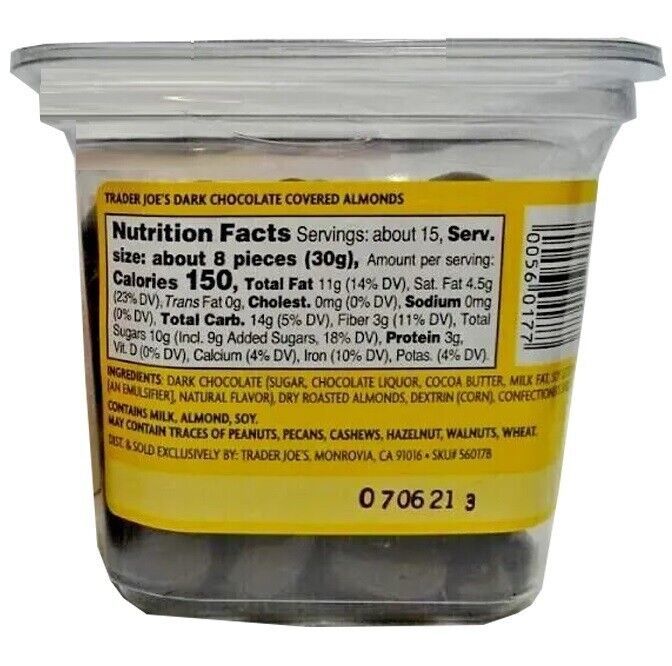 TRADER JOE'S DARK CHOCOLATE COVERED ALMONDS
Nutrition Facts Servings: about 15, Serv.
size: about 8 pieces (30g), Amount per serving:
Calories 150, Total Fat 11g (14% DV), Sat. Fat 4.5g
(23% DV), Trans Fat 0g, Cholest. 0mg (0% DV), Sodium 0mg
(0% DV), Total Carb. 14g (5% DV), Fiber 3g (11% DV), Total
Sugars 10g (Incl. 9g Added Sugars, 18% DV), Protein 3g,
Vit. D (0% DV), Calcium (4% DV), Iron (10% DV), Potas. (4% DV).
INGREDIENTS: DARK CHOCOLATE [SUGAR, CHOCOLATE LIQUOR, COCOA BUTTER, MILK FAT,
(AN EMULSIFIER), NATURAL FLAVOR], DRY ROASTED ALMONDS, DEXTRIN (CORN),
CONTAINS MILK, ALMOND, SOY.
MAY CONTAIN TRACES OF PEANUTS, PECANS, CASHEWS, HAZELNUT, WALNUTS, WHEAT.
DIST. & SOLD EXCLUSIVELY BY: TRADER JOE'S, MONROVIA, CA 91016 • SKU# 560178
070621 3
0056 0177